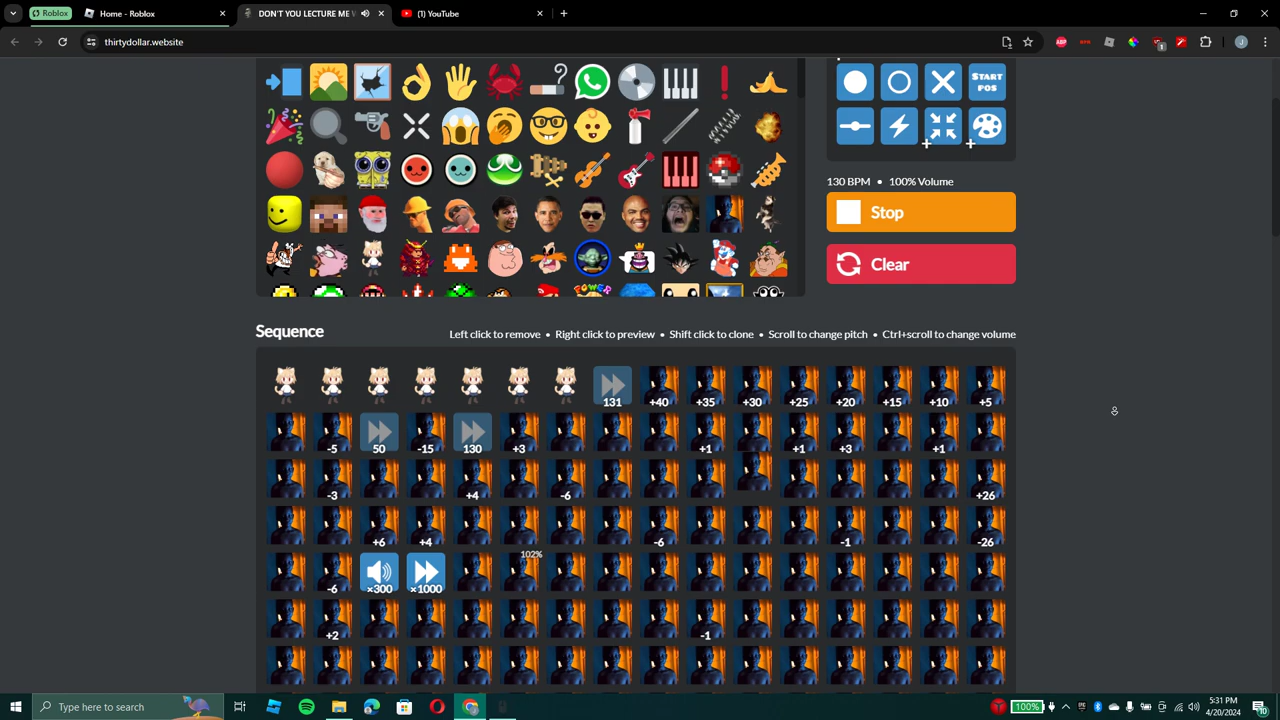 Roblox
Home - Roblox
DON'T YOU LECTURE ME W
(1) YouTube
thirtydollar.website
START POS
130 BPM • 100% Volume
Stop
Clear
Sequence
Left click to remove • Right click to preview • Shift click to clone • Scroll to change pitch • Ctrl+scroll to change volume
131 +40 +35 +30 +25 +20 +15 +10 +5
-5 50 -15 130 +3 +1 +1 +3 +1
-3 +4 -6 +26
+6 +4 -6 -1 -26
102%
-6 ×300 ×1000
+2 -1
Type here to search
100%
5:31 PM
4/20/2024
10